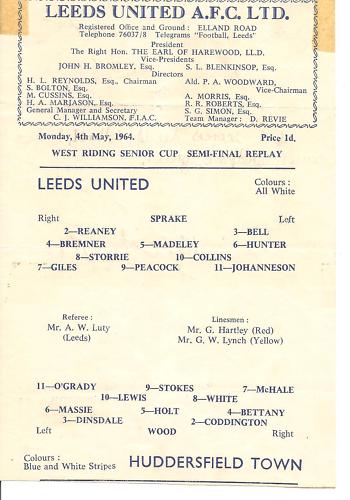 LEEDS UNITED A.F.C. LTD.
Registered Office and Ground : ELLAND ROAD
Telephone 76037/8 Telegrams "Football, Leeds"
President
The Right Hon. THE EARL OF HAREWOOD, LL.D.
Vice-Presidents
JOHN H. BROMLEY, Esq. S. L. BLENKINSOP, Esq.
Directors
H. L. REYNOLDS, Esq., Chairman Ald. P. A. WOODWARD,
S. BOLTON, Esq. Vice-Chairman
M. CUSSINS, Esq. A. MORRIS, Esq.
H. A. MARJASON, Esq. R. R. ROBERTS, Esq.
General Manager and Secretary S. G. SIMON, Esq.
C. J. WILLIAMSON, F.I.A.C. Team Manager : D. REVIE
Monday, 4th May, 1964. Price 1d.
WEST RIDING SENIOR CUP SEMI-FINAL REPLAY
LEEDS UNITED Colours :
All White
Right SPRAKE Left
2—REANEY 3—BELL
4—BREMNER 5—MADELEY 6—HUNTER
8—STORRIE 10—COLLINS
7—GILES 9—PEACOCK 11—JOHANNESON
Referee : Linesmen :
Mr. A. W. Luty Mr. G. Hartley (Red)
(Leeds) Mr. G. W. Lynch (Yellow)
11—O'GRADY 9—STOKES 7—McHALE
10—LEWIS 8—WHITE
6—MASSIE 5—HOLT 4—BETTANY
3—DINSDALE 2—CODDINGTON
Left WOOD Right
Colours :
Blue and White Stripes HUDDERSFIELD TOWN